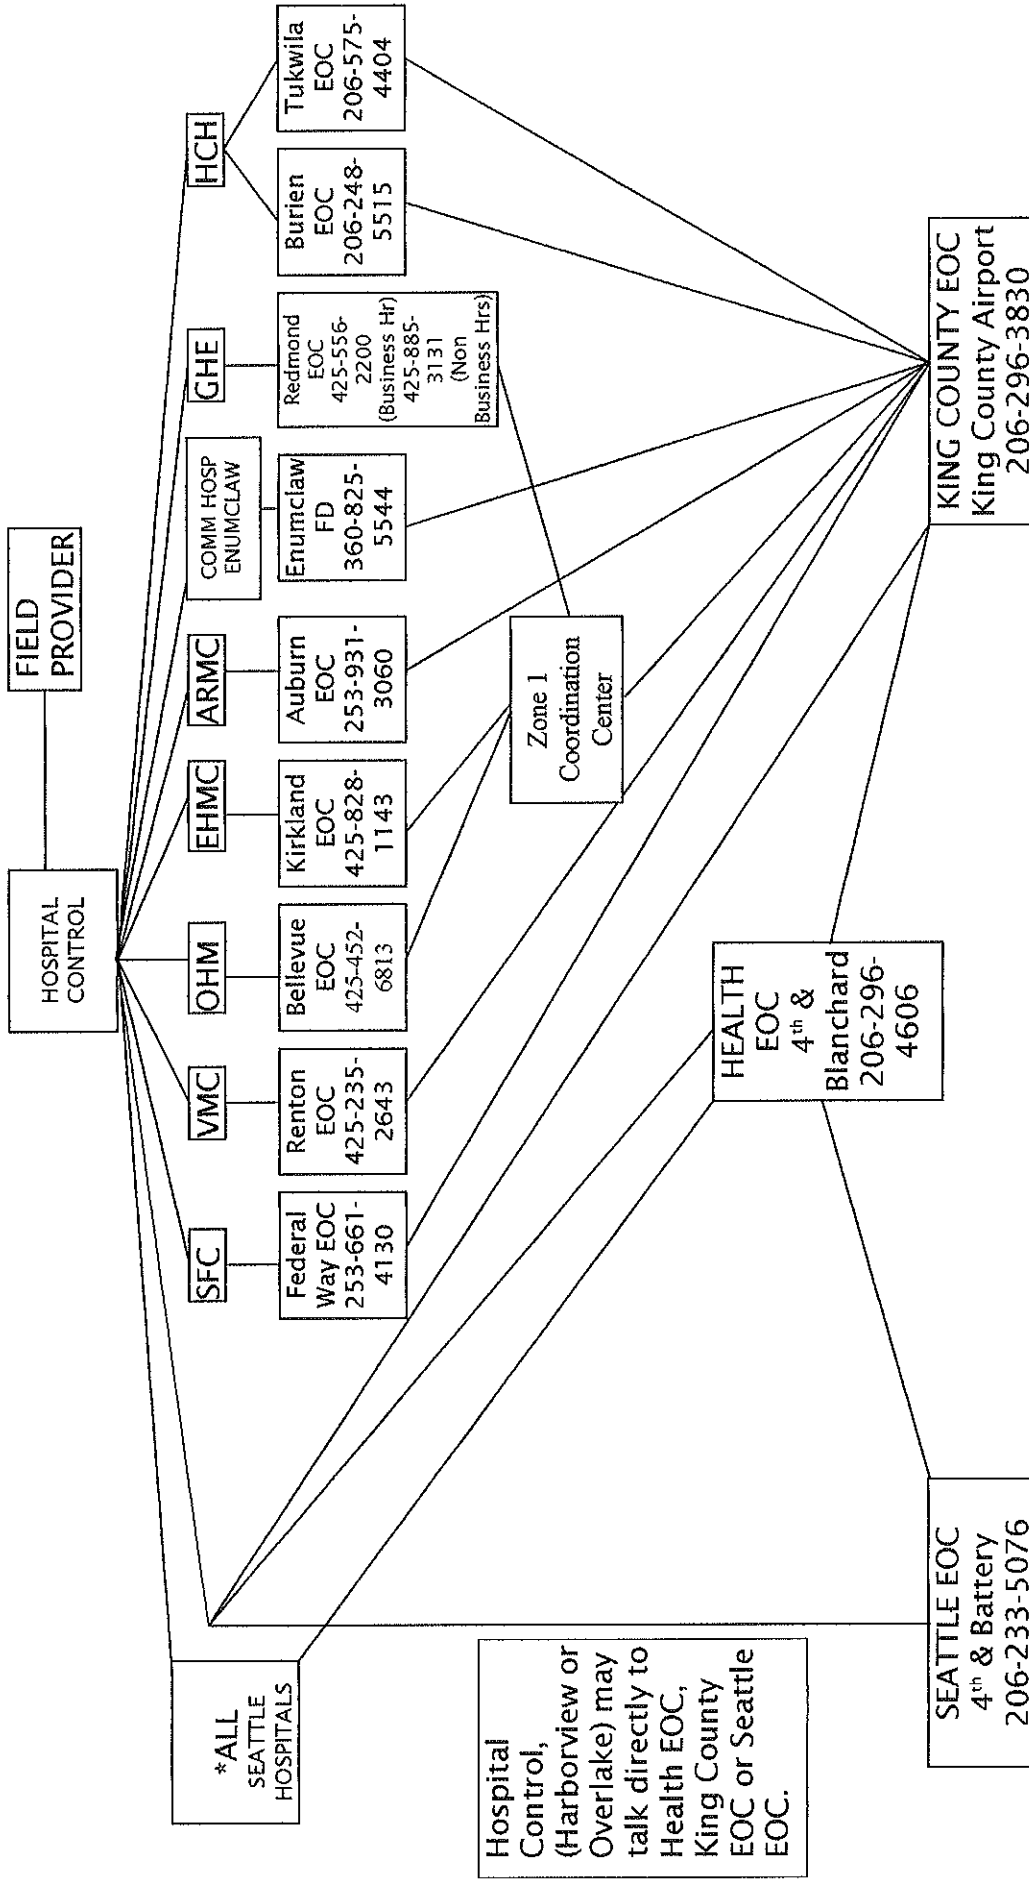 FIELD
PROVIDER
HOSPITAL
CONTROL
*ALL
SEATTLE
HOSPITALS
SFC
VMC
OHM
EHMC
ARMC
COMM HOSP
ENUMCLAW
GHE
HCH
Federal
Way EOC
253-661-
4130
Renton
EOC
425-235-
2643
Bellevue
EOC
425-452-
6813
Kirkland
EOC
425-828-
1143
Auburn
EOC
253-931-
3060
Enumclaw
FD
360-825-
5544
Redmond
EOC
425-556-
2200
(Business Hr)
425-885-
3131
(Non
Business Hrs)
Burien
EOC
206-248-
5515
Tukwila
EOC
206-575-
4404
Hospital
Control,
(Harborview or
Overlake) may
talk directly to
Health EOC,
King County
EOC or Seattle
EOC.
Zone 1
Coordination
Center
HEALTH
EOC
4th &
Blanchard
206-296-
4606
SEATTLE EOC
4th & Battery
206-233-5076
KING COUNTY EOC
King County Airport
206-296-3830